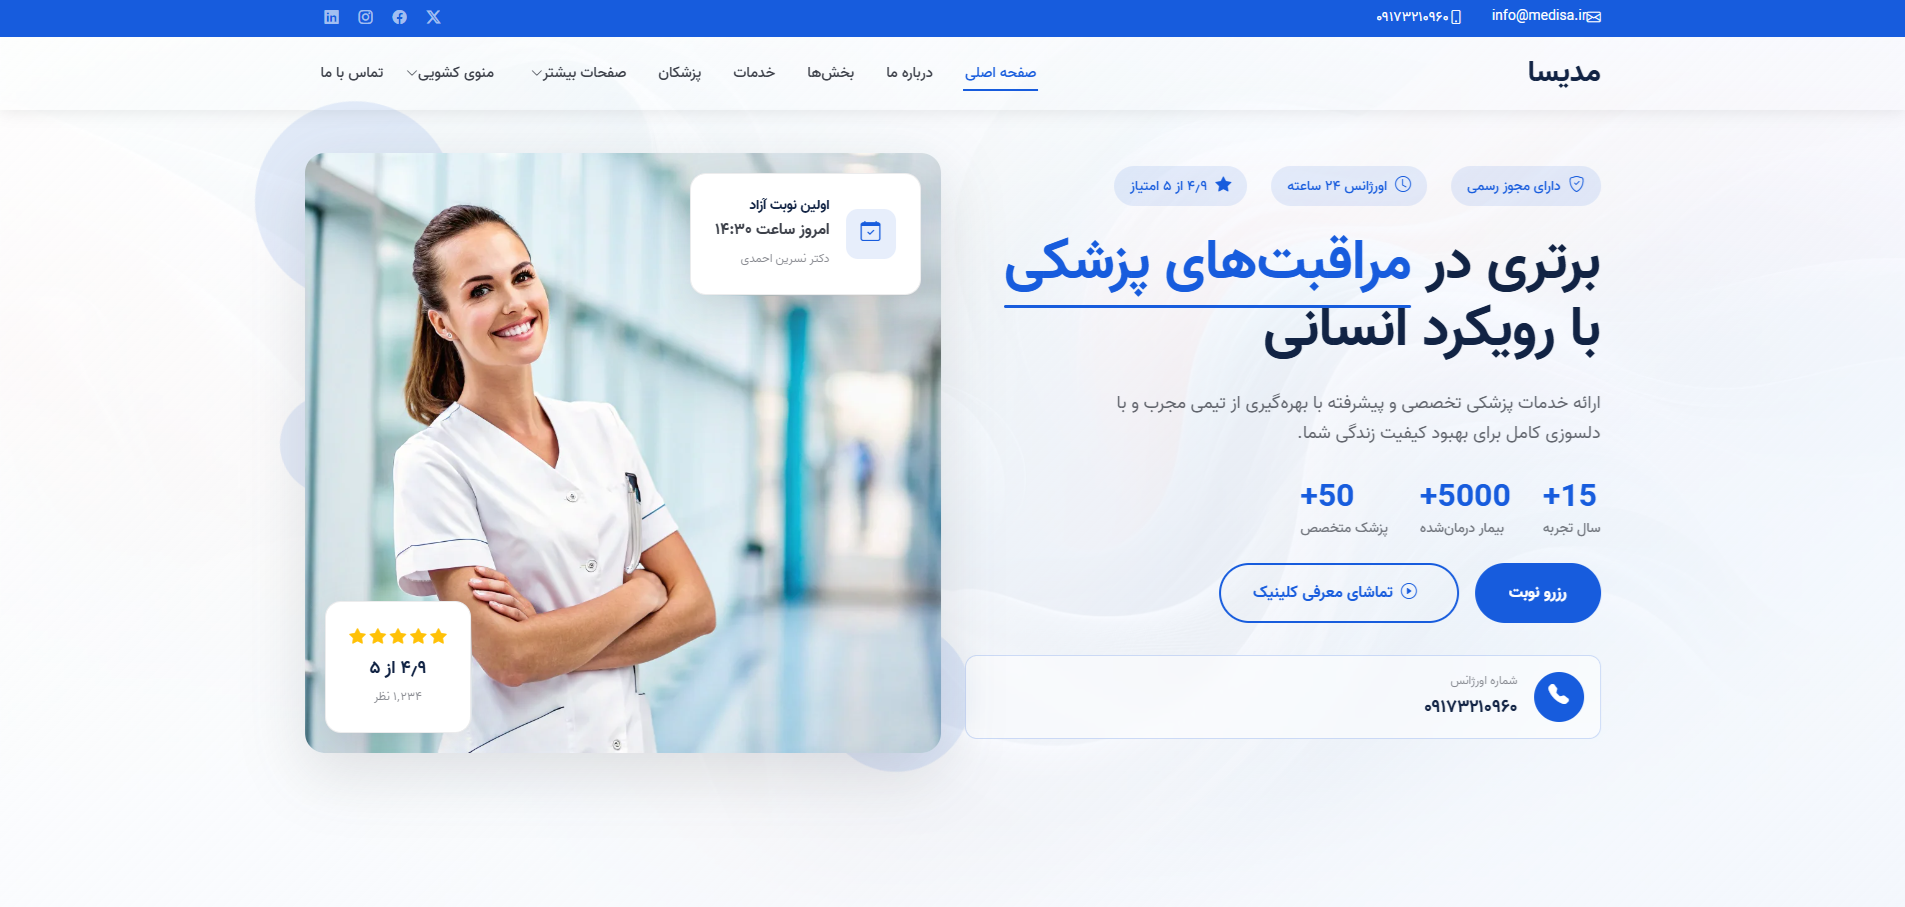 info@medisa.ir
۰۹۱۷۳۲۱۰۹۶۰
مدیسا
صفحه اصلی
درباره ما
بخش‌ها
خدمات
پزشکان
صفحات بیشتر
منوی کشویی
تماس با ما
دارای مجوز رسمی
اورژانس ۲۴ ساعته
۴٫۹ از ۵ امتیاز
برتری در مراقبت‌های پزشکی
با رویکرد انسانی
ارائه خدمات پزشکی تخصصی و پیشرفته با بهره‌گیری از تیمی مجرب و با
دلسوزی کامل برای بهبود کیفیت زندگی شما.
+15
سال تجربه
+5000
بیمار درمان‌شده
+50
پزشک متخصص
رزرو نوبت
تماشای معرفی کلینیک
شماره اورژانس
۰۹۱۷۳۲۱۰۹۶۰
اولین نوبت آزاد
امروز ساعت ۱۴:۳۰
دکتر نسرین احمدی
۴٫۹ از ۵
۱,۲۳۴ نظر